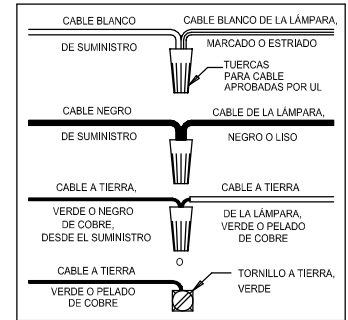 CABLE BLANCO
DE SUMINISTRO
CABLE BLANCO DE LA LÁMPARA,
MARCADO O ESTRIADO
TUERCAS
PARA CABLE
APROBADAS POR UL
CABLE NEGRO
DE SUMINISTRO
CABLE DE LA LÁMPARA,
NEGRO O LISO
CABLE A TIERRA,
VERDE O NEGRO
DE COBRE,
DESDE EL SUMINISTRO
CABLE A TIERRA
DE LA LÁMPARA,
VERDE O PELADO
DE COBRE
O
CABLE A TIERRA
VERDE O PELADO
DE COBRE
TORNILLO A TIERRA,
VERDE